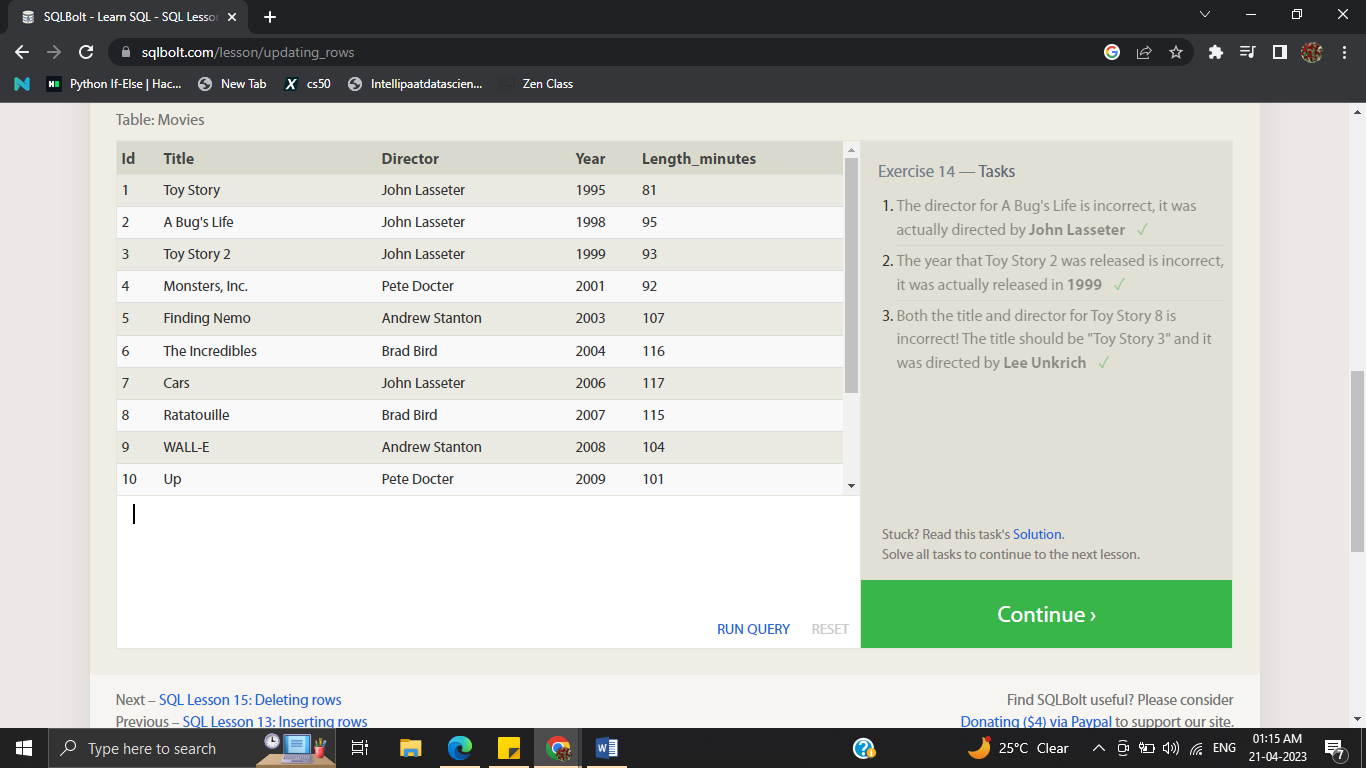 SQLBolt - Learn SQL - SQL Lesson
sqlbolt.com/lesson/updating_rows
Python If-Else | Hac... New Tab cs50 Intellipaatdatascien... Zen Class
Table: Movies
Id Title Director Year Length_minutes
1 Toy Story John Lasseter 1995 81
2 A Bug's Life John Lasseter 1998 95
3 Toy Story 2 John Lasseter 1999 93
4 Monsters, Inc. Pete Docter 2001 92
5 Finding Nemo Andrew Stanton 2003 107
6 The Incredibles Brad Bird 2004 116
7 Cars John Lasseter 2006 117
8 Ratatouille Brad Bird 2007 115
9 WALL-E Andrew Stanton 2008 104
10 Up Pete Docter 2009 101
RUN QUERY RESET
Exercise 14 — Tasks
1. The director for A Bug's Life is incorrect, it was
actually directed by John Lasseter ✓
2. The year that Toy Story 2 was released is incorrect,
it was actually released in 1999 ✓
3. Both the title and director for Toy Story 8 is
incorrect! The title should be "Toy Story 3" and it
was directed by Lee Unkrich ✓
Stuck? Read this task's Solution.
Solve all tasks to continue to the next lesson.
Continue ›
Next – SQL Lesson 15: Deleting rows
Previous – SQL Lesson 13: Inserting rows
Find SQLBolt useful? Please consider
Donating ($4) via Paypal to support our site.
Type here to search
25°C Clear
ENG
01:15 AM
21-04-2023
7